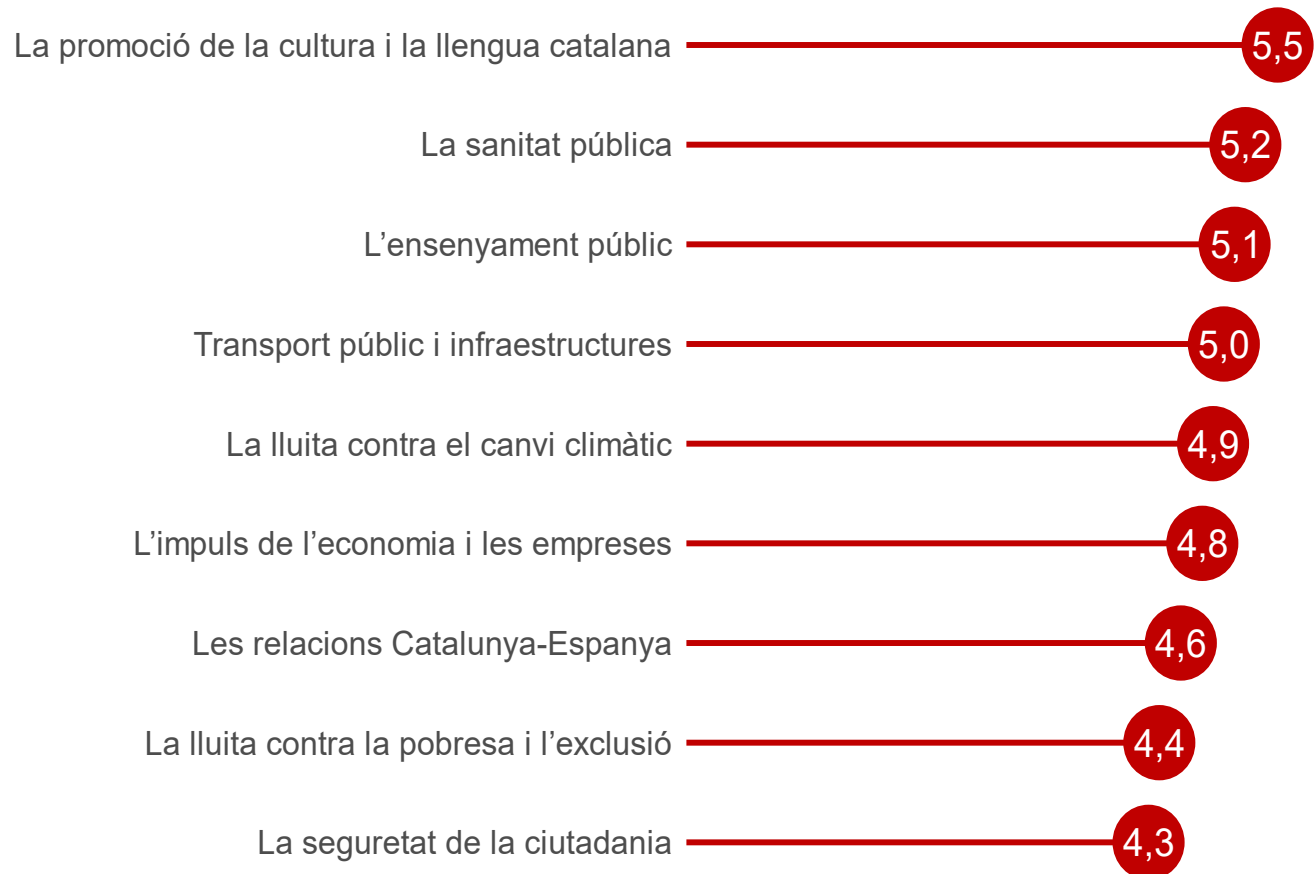 La promoció de la cultura i la llengua catalana 5,5
La sanitat pública 5,2
L’ensenyament públic 5,1
Transport públic i infraestructures 5,0
La lluita contra el canvi climàtic 4,9
L’impuls de l’economia i les empreses 4,8
Les relacions Catalunya-Espanya 4,6
La lluita contra la pobresa i l’exclusió 4,4
La seguretat de la ciutadania 4,3